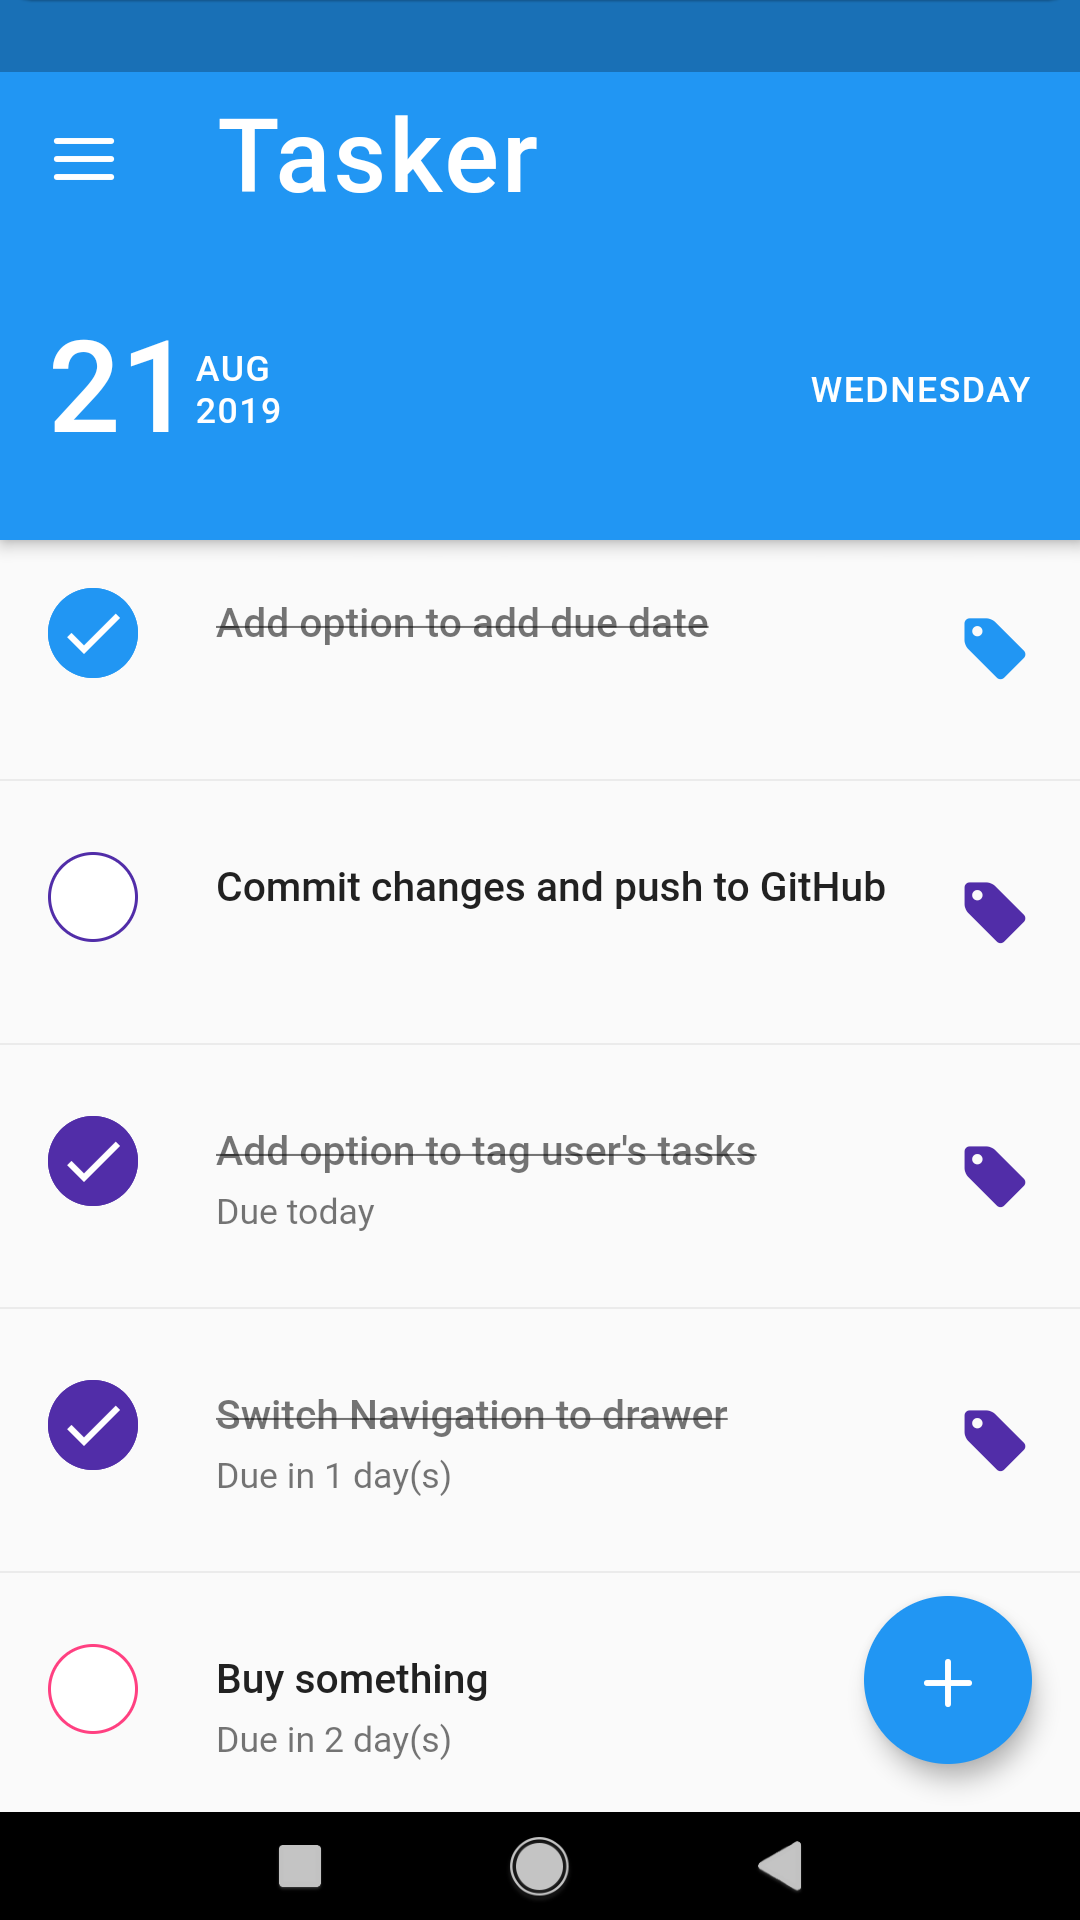 Tasker
21
AUG
2019
WEDNESDAY
Add option to add due date
Commit changes and push to GitHub
Add option to tag user's tasks
Due today
Switch Navigation to drawer
Due in 1 day(s)
Buy something
Due in 2 day(s)